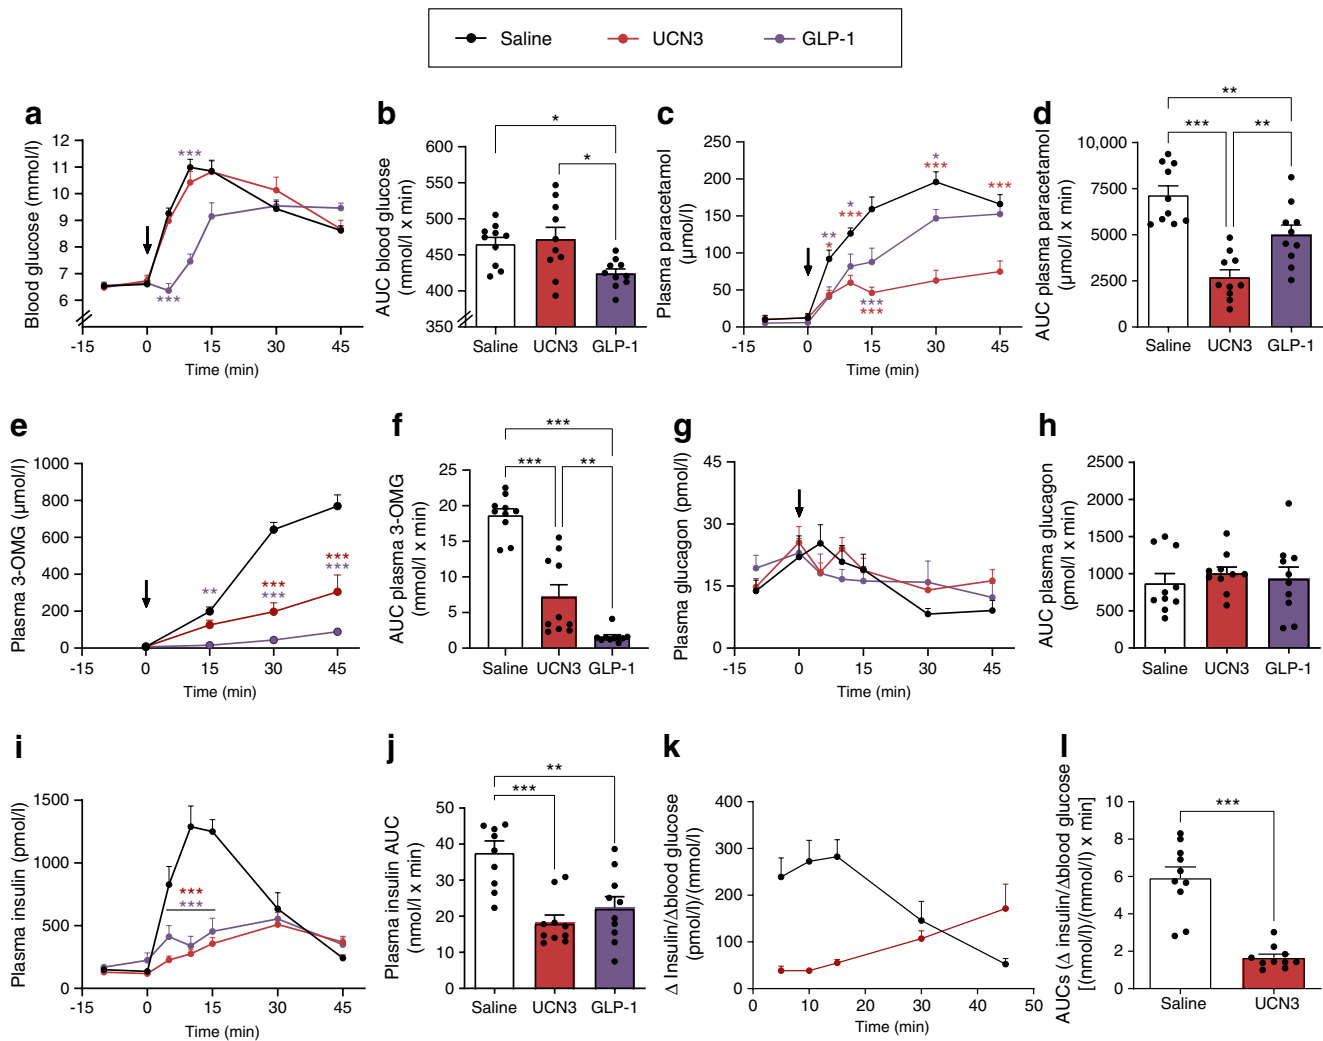 Saline UCN3 GLP-1
a
Blood glucose (mmol/l)
12
11
10
9
8
7
6
***
***
-15 0 15 30 45
Time (min)
b
AUC blood glucose
(mmol/l x min)
600
550
500
450
400
350
*
*
Saline UCN3 GLP-1
c
Plasma paracetamol
(µmol/l)
250
200
150
100
50
0
**
*
*
***
***
***
*
***
***
-15 0 15 30 45
Time (min)
d
AUC plasma paracetamol
(µmol/l x min)
10,000
7500
5000
2500
0
**
*** **
Saline UCN3 GLP-1
e
Plasma 3-OMG (µmol/l)
1000
800
600
400
200
0
**
***
***
***
***
-15 0 15 30 45
Time (min)
f
AUC plasma 3-OMG
(mmol/l x min)
25
20
15
10
5
0
***
*** **
Saline UCN3 GLP-1
g
Plasma glucagon (pmol/l)
45
30
15
0
-15 0 15 30 45
Time (min)
h
AUC plasma glucagon
(pmol/l x min)
2500
2000
1500
1000
500
0
Saline UCN3 GLP-1
i
Plasma insulin (pmol/l)
1500
1000
500
0
***
***
-15 0 15 30 45
Time (min)
j
Plasma insulin AUC
(nmol/l x min)
50
40
30
20
10
0
**
***
Saline UCN3 GLP-1
k
Δ Insulin/Δblood glucose
(pmol/l)/(mmol/l)
400
300
200
100
0
0 10 20 30 40 50
Time (min)
l
AUCs (Δ insulin/Δblood glucose
[(nmol/l)/(mmol/l) x min]
10
8
6
4
2
0
***
Saline UCN3